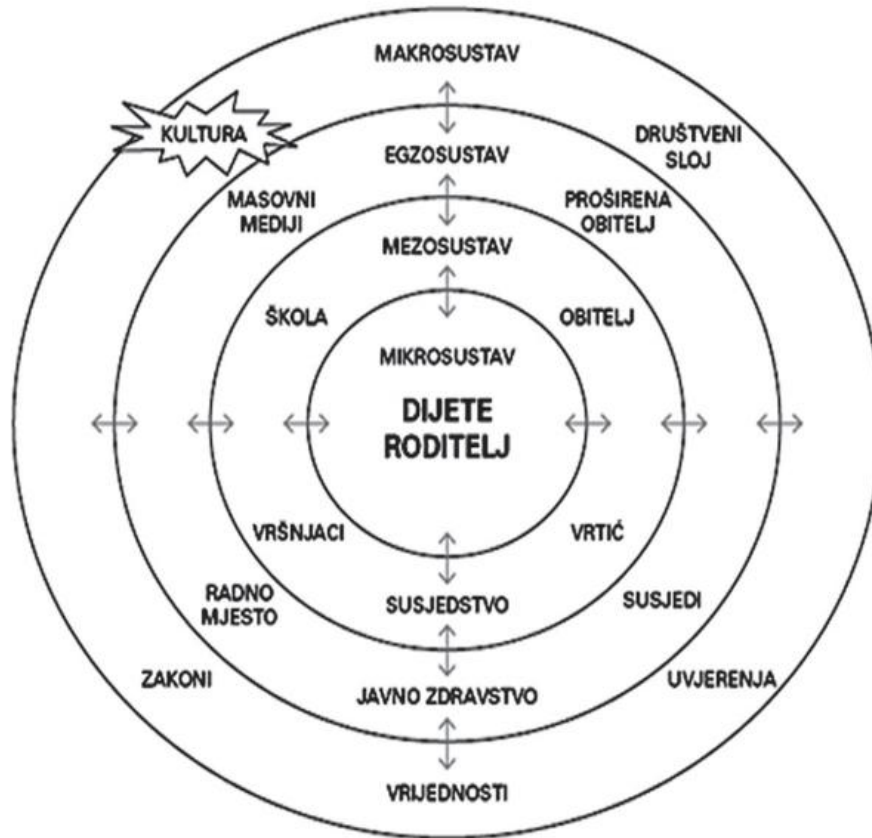 MAKROSUSTAV
KULTURA
DRUŠTVENI
SLOJ
EGZOSUSTAV
MASOVNI
MEDIJI
PROŠIRENA
OBITELJ
MEZOSUSTAV
ŠKOLA
OBITELJ
MIKROSUSTAV
DIJETE
RODITELJ
VRŠNJACI
VRTIĆ
RADNO
MJESTO
SUSJEDSTVO
SUSJEDI
ZAKONI
JAVNO ZDRAVSTVO
UVJERENJA
VRIJEDNOSTI